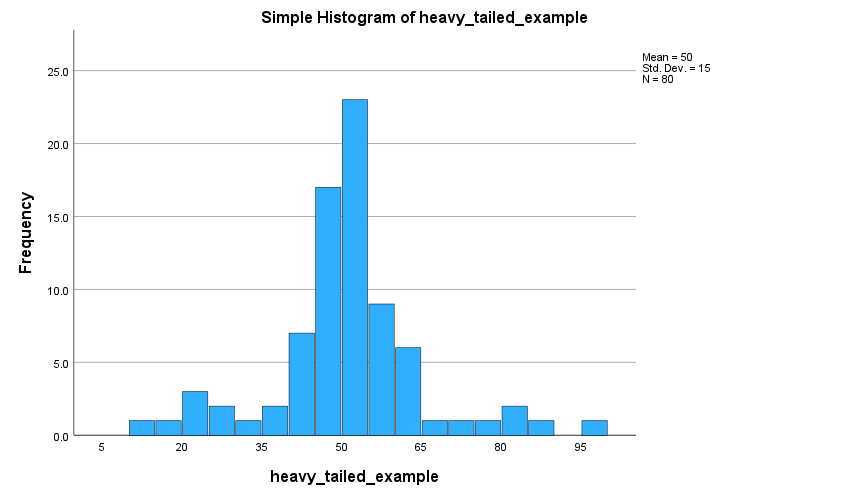 Simple Histogram of heavy_tailed_example
Mean = 50
Std. Dev. = 15
N = 80
25.0
20.0
15.0
10.0
5.0
0.0
Frequency
5 20 35 50 65 80 95
heavy_tailed_example